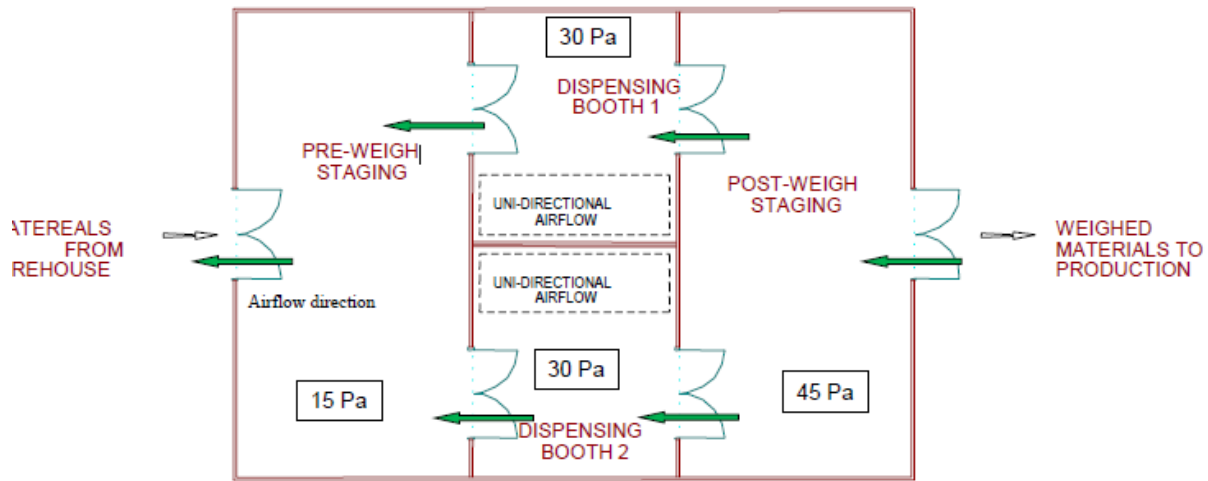 30 Pa
DISPENSING
BOOTH 1
PRE-WEIGH
STAGING
POST-WEIGH
STAGING
UNI-DIRECTIONAL
AIRFLOW
ATEREALS
FROM
REHOUSE
WEIGHED
MATERIALS TO
PRODUCTION
UNI-DIRECTIONAL
AIRFLOW
Airflow direction
30 Pa
15 Pa
45 Pa
DISPENSING
BOOTH 2